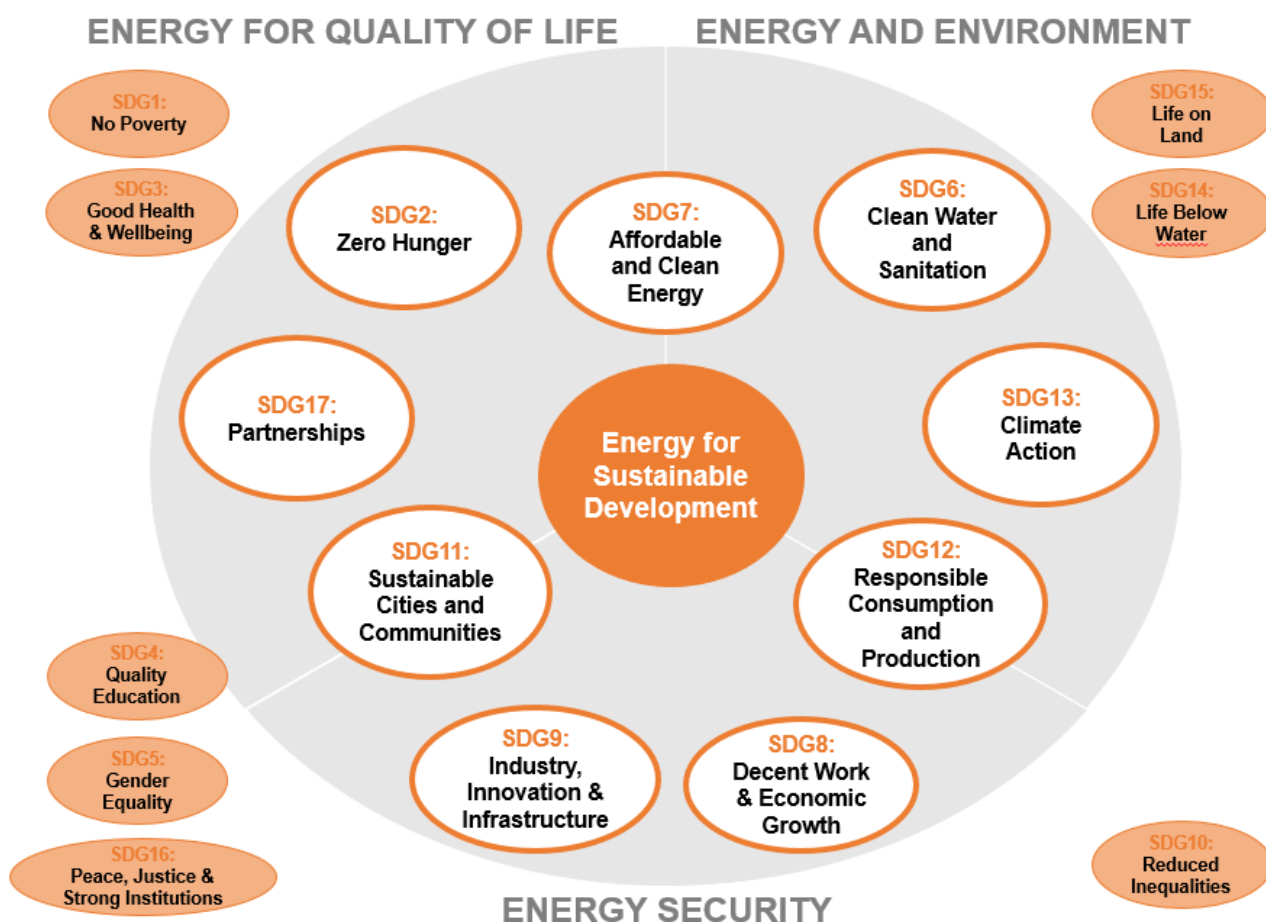 ENERGY FOR QUALITY OF LIFE
ENERGY AND ENVIRONMENT
SDG1:
No Poverty
SDG3:
Good Health
& Wellbeing
SDG15:
Life on
Land
SDG14:
Life Below
Water
SDG2:
Zero Hunger
SDG7:
Affordable
and Clean
Energy
SDG6:
Clean Water
and
Sanitation
SDG17:
Partnerships
Energy for
Sustainable
Development
SDG13:
Climate
Action
SDG11:
Sustainable
Cities and
Communities
SDG12:
Responsible
Consumption
and
Production
SDG4:
Quality
Education
SDG5:
Gender
Equality
SDG16:
Peace, Justice &
Strong Institutions
SDG9:
Industry,
Innovation &
Infrastructure
SDG8:
Decent Work
& Economic
Growth
SDG10:
Reduced
Inequalities
ENERGY SECURITY